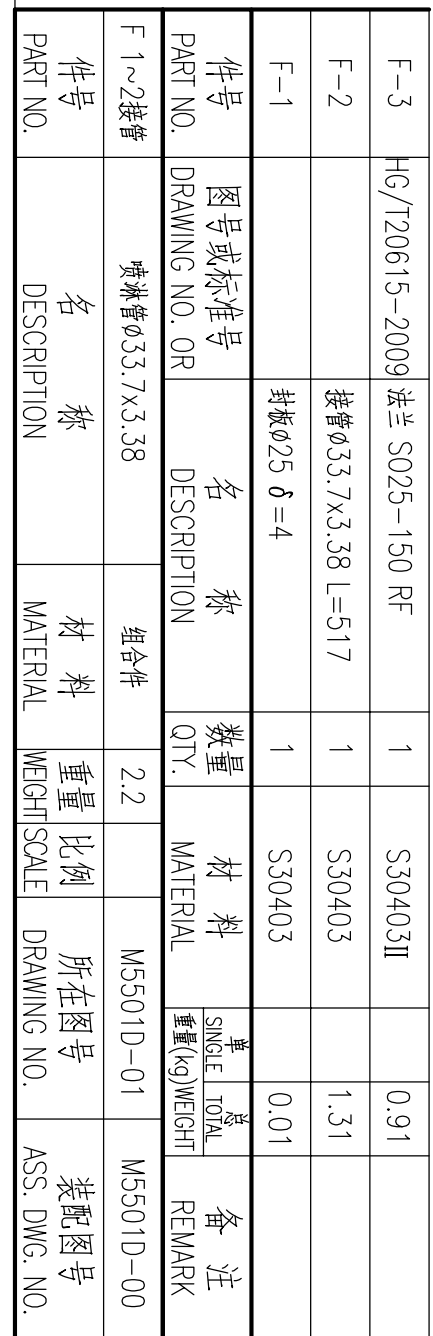 F-3 HG/T20615-2009 法兰 SO25-150 RF 1 S30403II 0.91
F-2 接管ϕ33.7x3.38 L=517 1 S30403 1.31
F-1 封板ϕ25 δ=4 1 S30403 0.01
件号 图号或标准号 名 称 数量 材 料 单 总 备 注
PART NO. DRAWING NO. OR DESCRIPTION QTY. MATERIAL SINGLE TOTAL REMARK
重量(kg)WEIGHT
F 1~2接管 喷淋管ϕ33.7x3.38 组合件 2.2 M5501D-01 M5501D-00
件号 名 称 材 料 重量 比例 所在图号 装配图号
PART NO. DESCRIPTION MATERIAL WEIGHT SCALE DRAWING NO. ASS. DWG. NO.